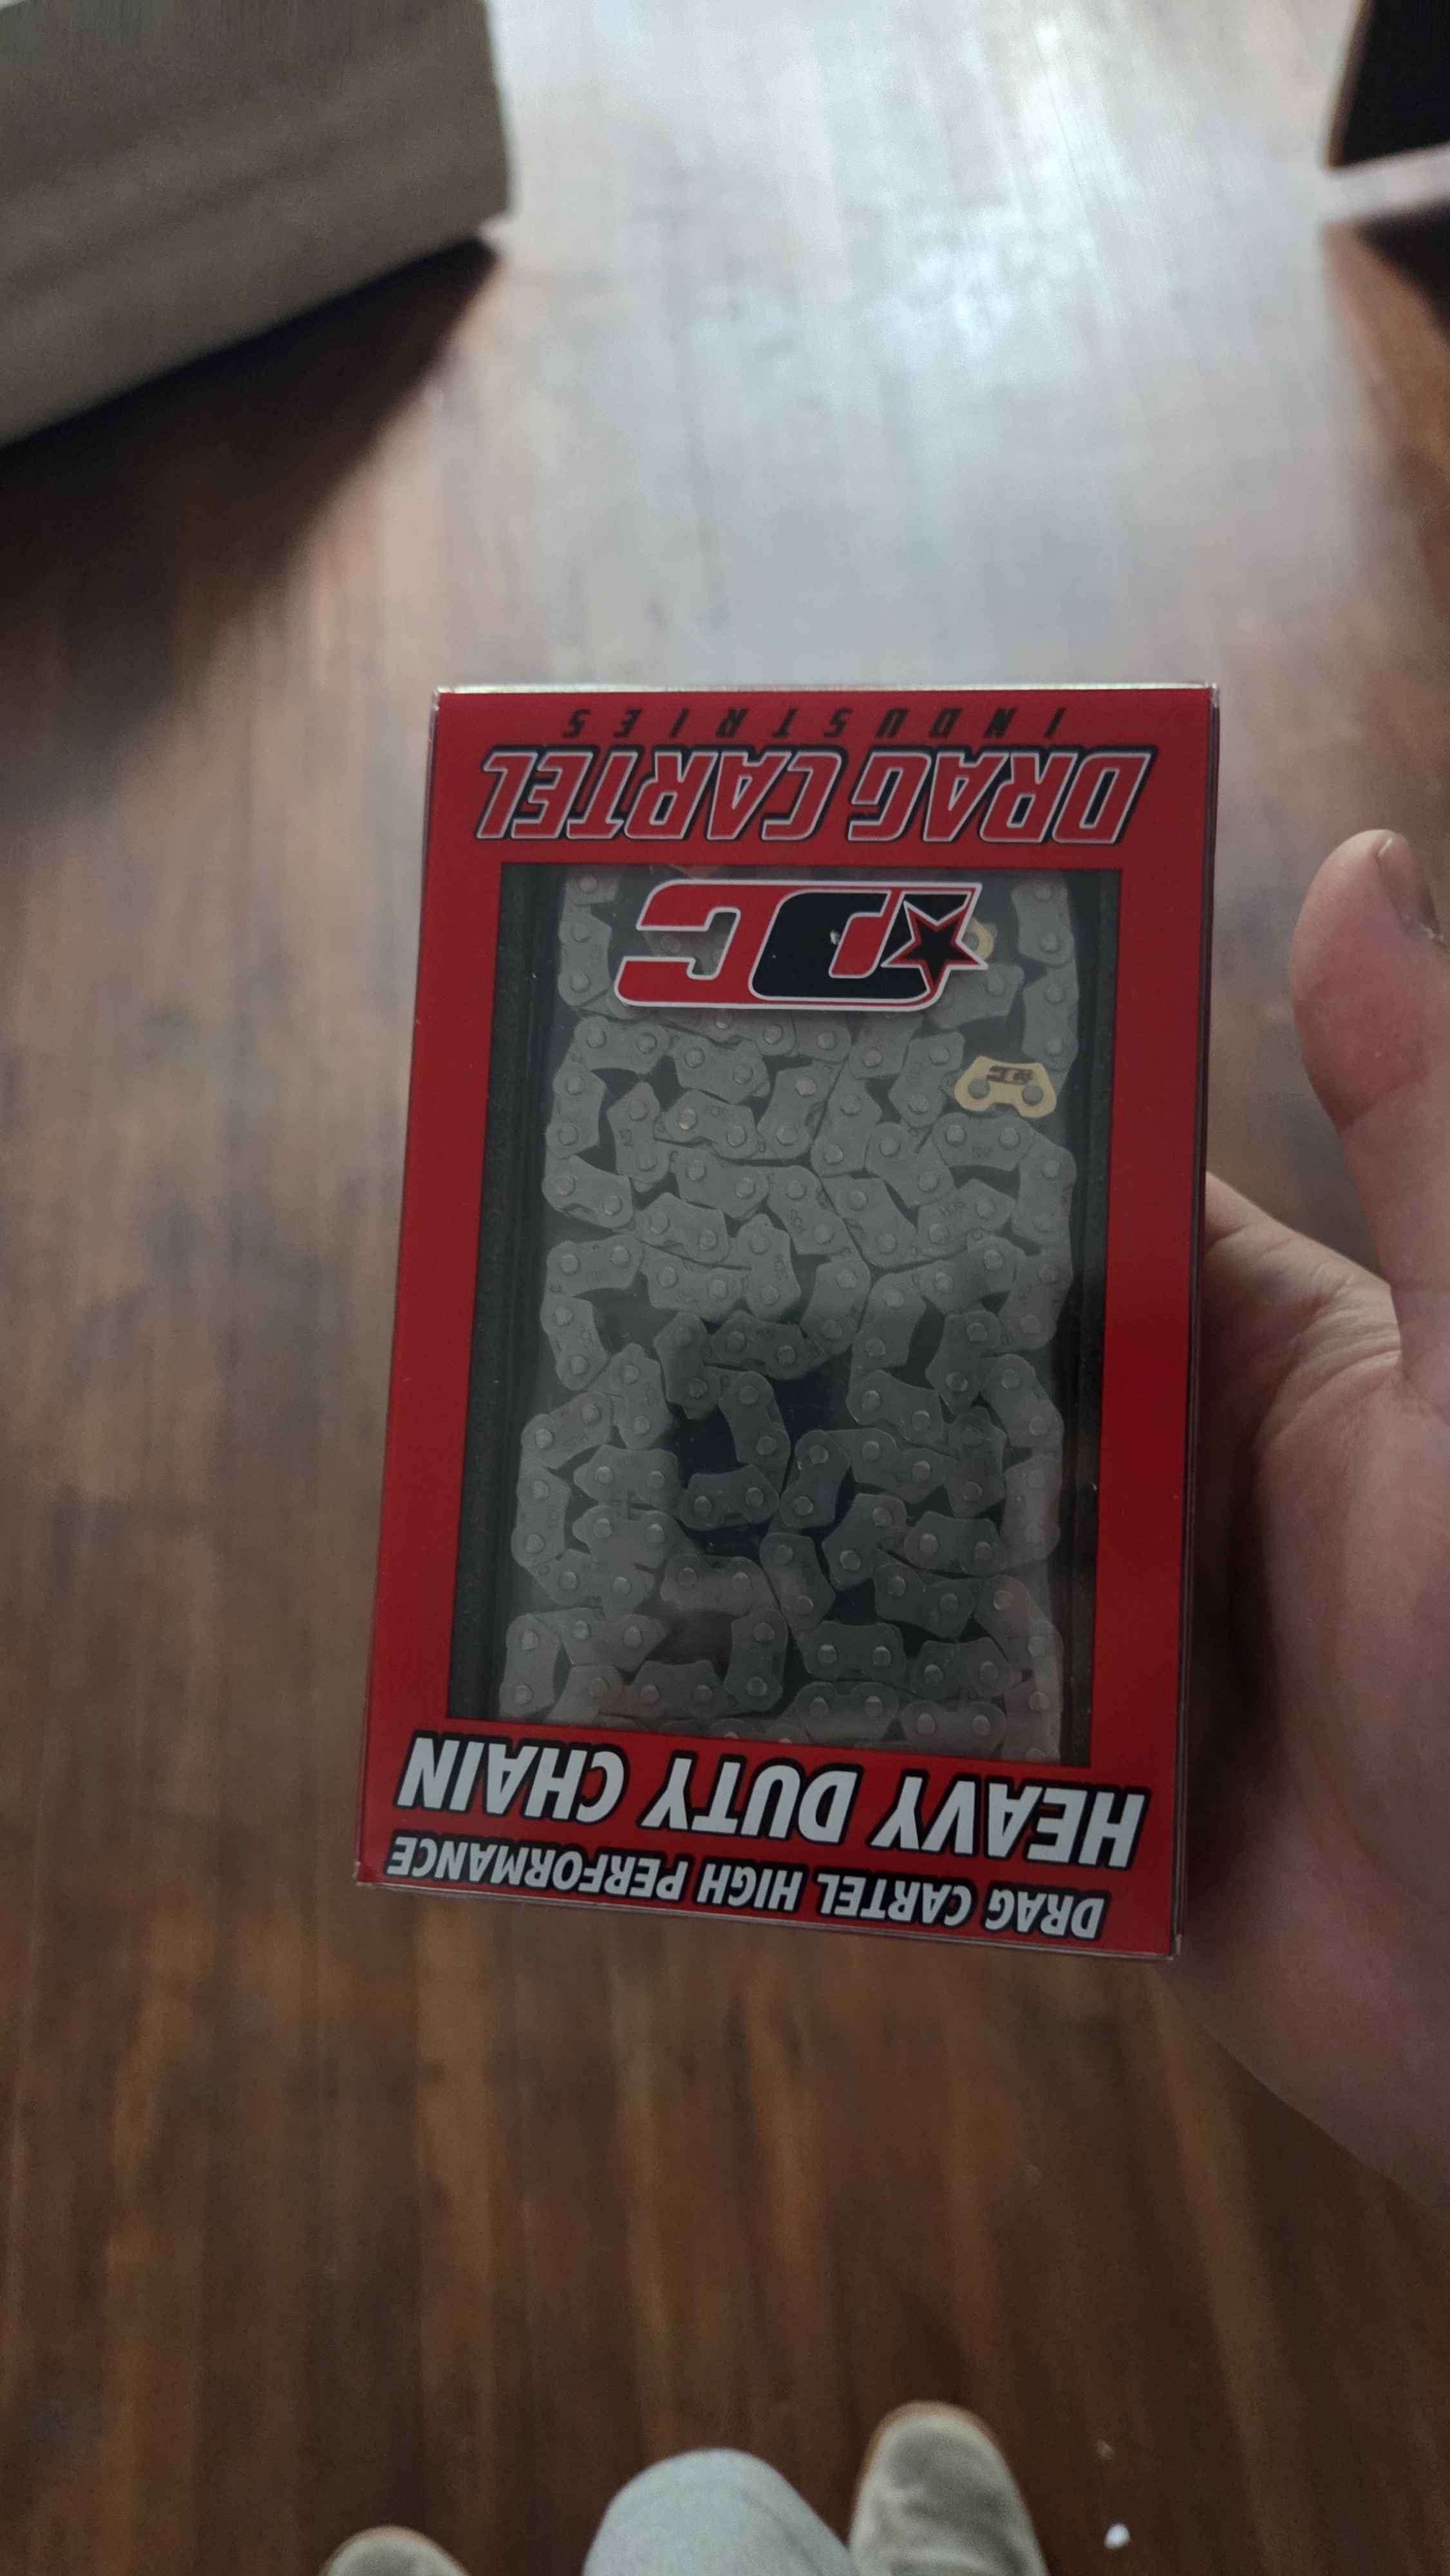 DRAG CARTEL HIGH PERFORMANCE
HEAVY DUTY CHAIN
DC
DRAG CARTEL
INDUSTRIES